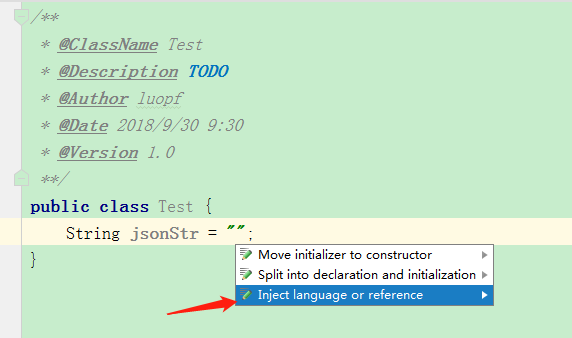 /**
* @ClassName Test
* @Description TODO
* @Author luopf
* @Date 2018/9/30 9:30
* @Version 1.0
**/
public class Test {
String jsonStr = "";
}
Move initializer to constructor
Split into declaration and initialization
Inject language or reference